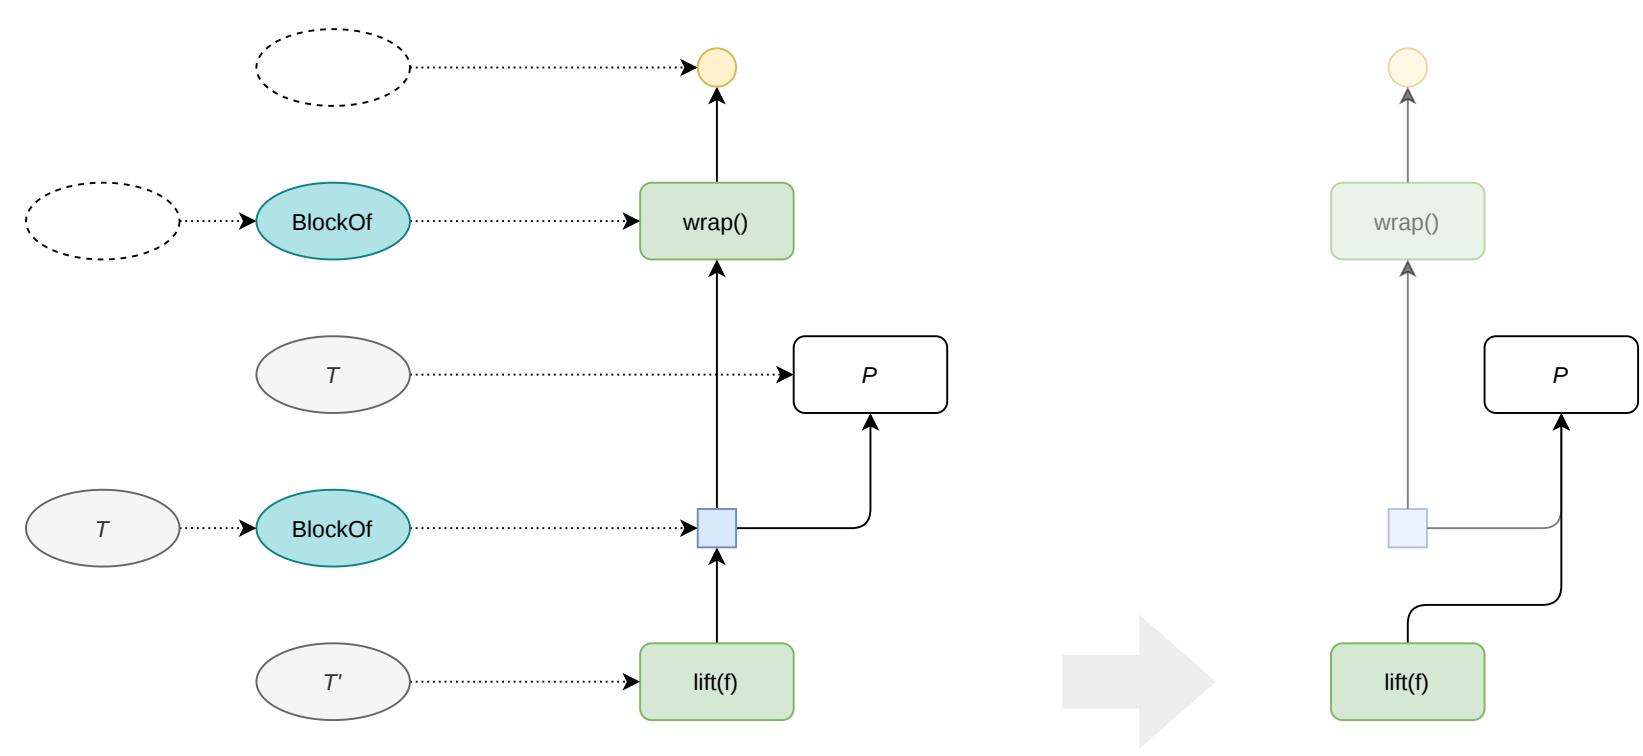 BlockOf
wrap()
wrap()
T
P
P
T
BlockOf
T'
lift(f)
lift(f)